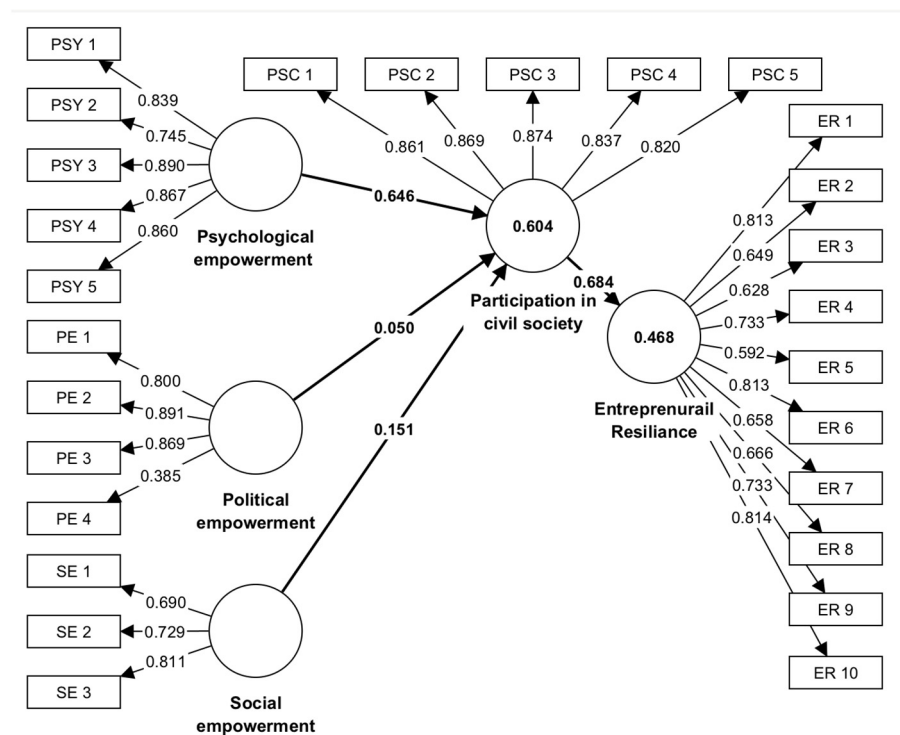 PSY 1
PSY 2
PSY 3
PSY 4
PSY 5
0.839
0.745
0.890
0.867
0.860
Psychological
empowerment
PE 1
PE 2
PE 3
PE 4
0.800
0.891
0.869
0.385
Political
empowerment
SE 1
SE 2
SE 3
0.690
0.729
0.811
Social
empowerment
0.646
0.050
0.151
PSC 1
PSC 2
PSC 3
PSC 4
PSC 5
0.861
0.869
0.874
0.837
0.820
0.604
Participation in
civil society
0.684
0.468
Entreprenurail
Resiliance
0.813
0.649
0.628
0.733
0.592
0.813
0.658
0.666
0.733
0.814
ER 1
ER 2
ER 3
ER 4
ER 5
ER 6
ER 7
ER 8
ER 9
ER 10